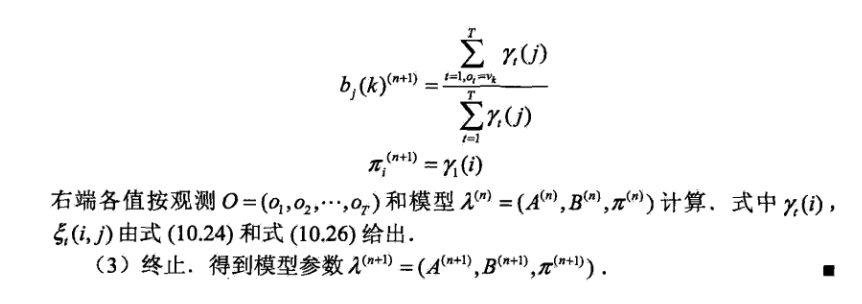 $$b_j(k)^{(n+1)} = \frac{\sum_{t=1,o_t=v_k}^{T} \gamma_t(j)}{\sum_{t=1}^{T} \gamma_t(j)}$$
$$\pi_i^{(n+1)} = \gamma_1(i)$$
右端各值按观测 $O=(o_1,o_2,\cdots,o_T)$ 和模型 $\lambda^{(n)}=(A^{(n)},B^{(n)},\pi^{(n)})$ 计算．式中 $\gamma_t(i)$，
$\xi_t(i,j)$ 由式 (10.24) 和式 (10.26) 给出．
（3）终止．得到模型参数 $\lambda^{(n+1)}=(A^{(n+1)},B^{(n+1)},\pi^{(n+1)})$．■